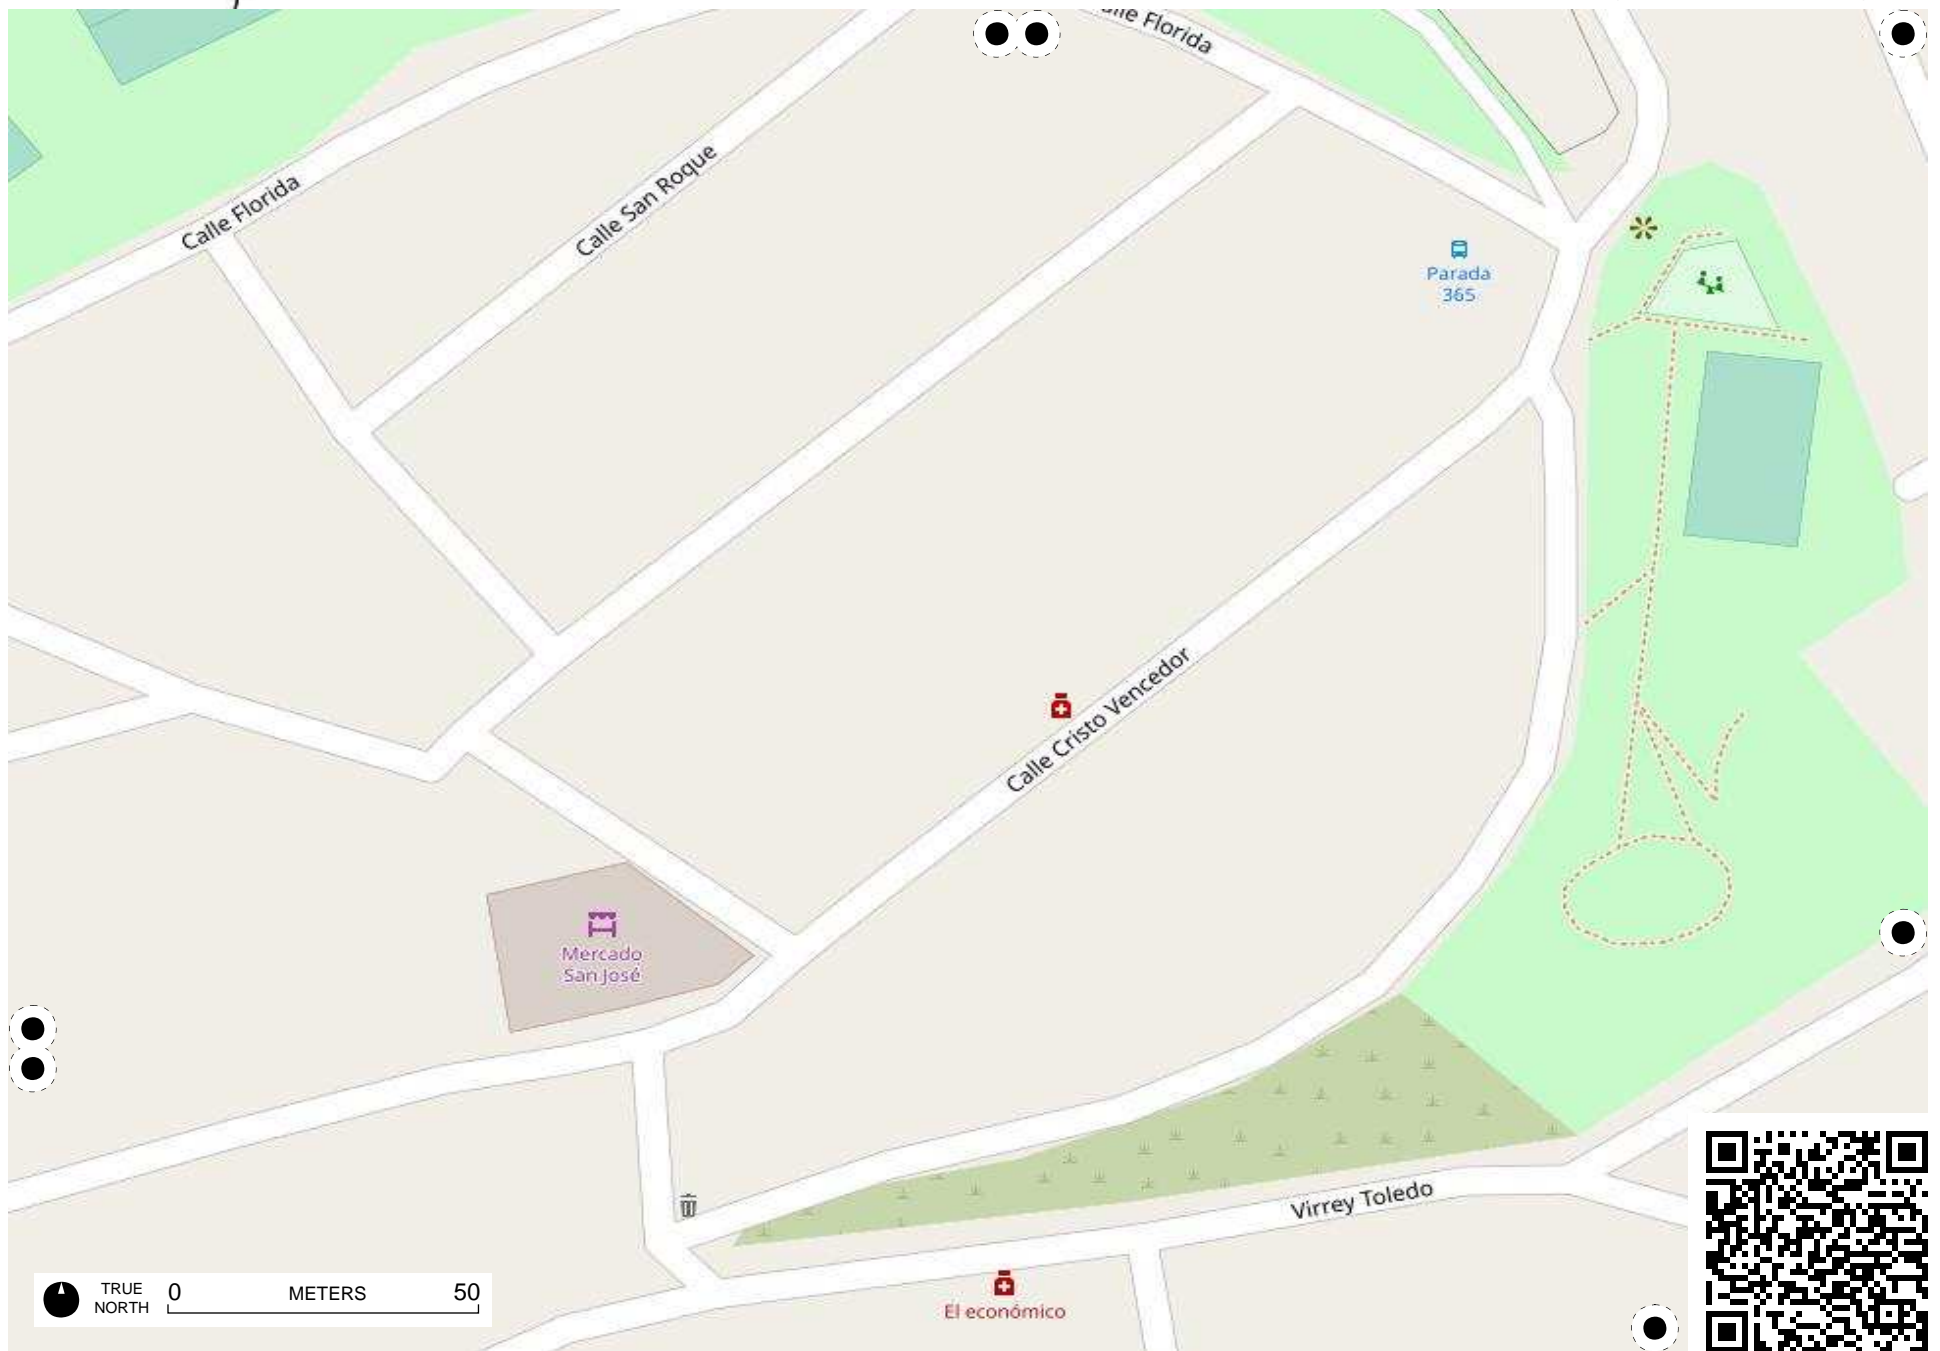 Calle Florida
Calle San Roque
Calle Florida
Parada
365
Calle Cristo Vencedor
Mercado
San José
Virrey Toledo
El económico
TRUE
NORTH
0 METERS 50